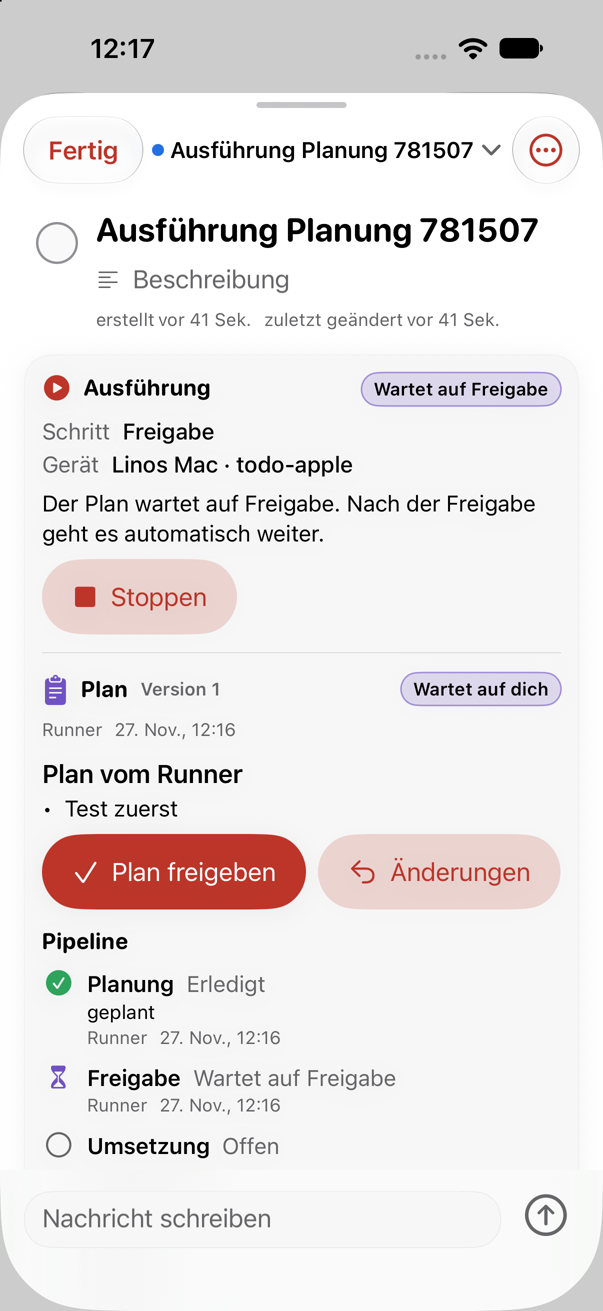 12:17
Fertig
Ausführung Planung 781507
Ausführung Planung 781507
Beschreibung
erstellt vor 41 Sek. zuletzt geändert vor 41 Sek.
Ausführung Wartet auf Freigabe
Schritt Freigabe
Gerät Linos Mac · todo-apple
Der Plan wartet auf Freigabe. Nach der Freigabe
geht es automatisch weiter.
Stoppen
Plan Version 1 Wartet auf dich
Runner 27. Nov., 12:16
Plan vom Runner
• Test zuerst
Plan freigeben Änderungen
Pipeline
Planung Erledigt
geplant
Runner 27. Nov., 12:16
Freigabe Wartet auf Freigabe
Runner 27. Nov., 12:16
Umsetzung Offen
Nachricht schreiben